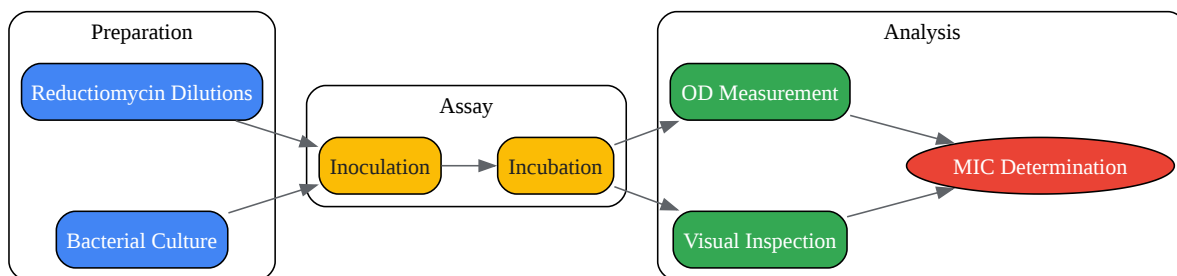 Preparation
Reductiomycin Dilutions
Bacterial Culture
Assay
Inoculation
Incubation
Analysis
OD Measurement
Visual Inspection
MIC Determination